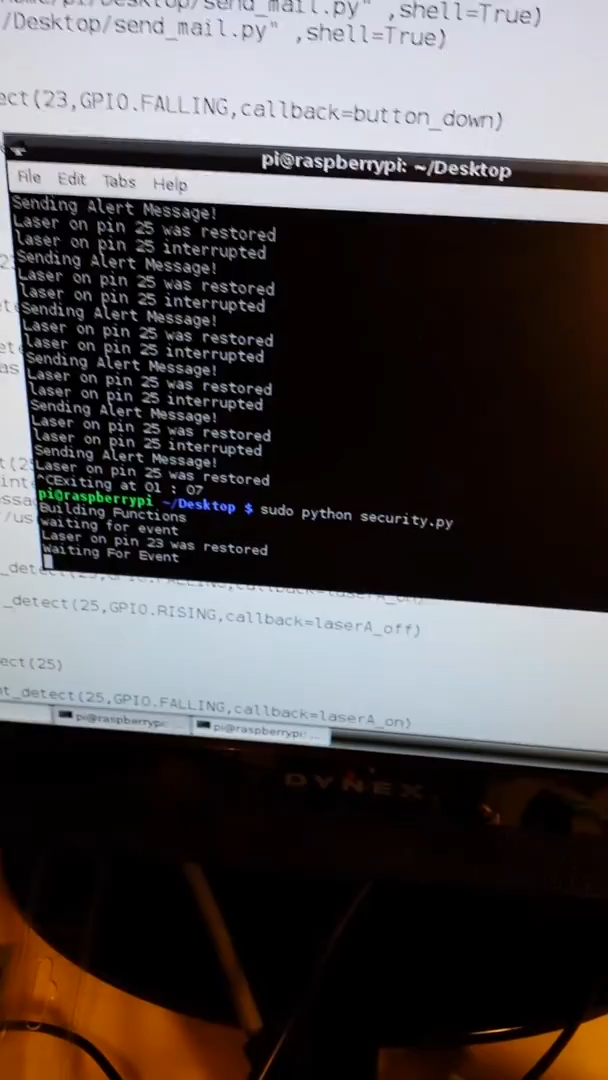 send_mail.py" ,shell=True)
/Desktop/send_mail.py" ,shell=True)
ect(23,GPIO.FALLING,callback=button_down)
pi@raspberrypi: ~/Desktop
File Edit Tabs Help
Sending Alert Message!
Laser on pin 25 was restored
laser on pin 25 interrupted
Sending Alert Message!
Laser on pin 25 was restored
laser on pin 25 interrupted
Sending Alert Message!
Laser on pin 25 was restored
laser on pin 25 interrupted
Sending Alert Message!
Laser on pin 25 was restored
laser on pin 25 interrupted
Sending Alert Message!
Laser on pin 25 was restored
laser on pin 25 interrupted
Sending Alert Message!
Laser on pin 25 was restored
^CExiting at 01 : 07
pi@raspberrypi ~/Desktop $ sudo python security.py
Building Functions
waiting for event
Laser on pin 23 was restored
Waiting For Event
_detect(25,GPIO.RISING,callback=laserA_off)
ect(25)
nt_detect(25,GPIO.FALLING,callback=laserA_on)
pi@raspberrypi: ... pi@raspberrypi: ...
DYNEX